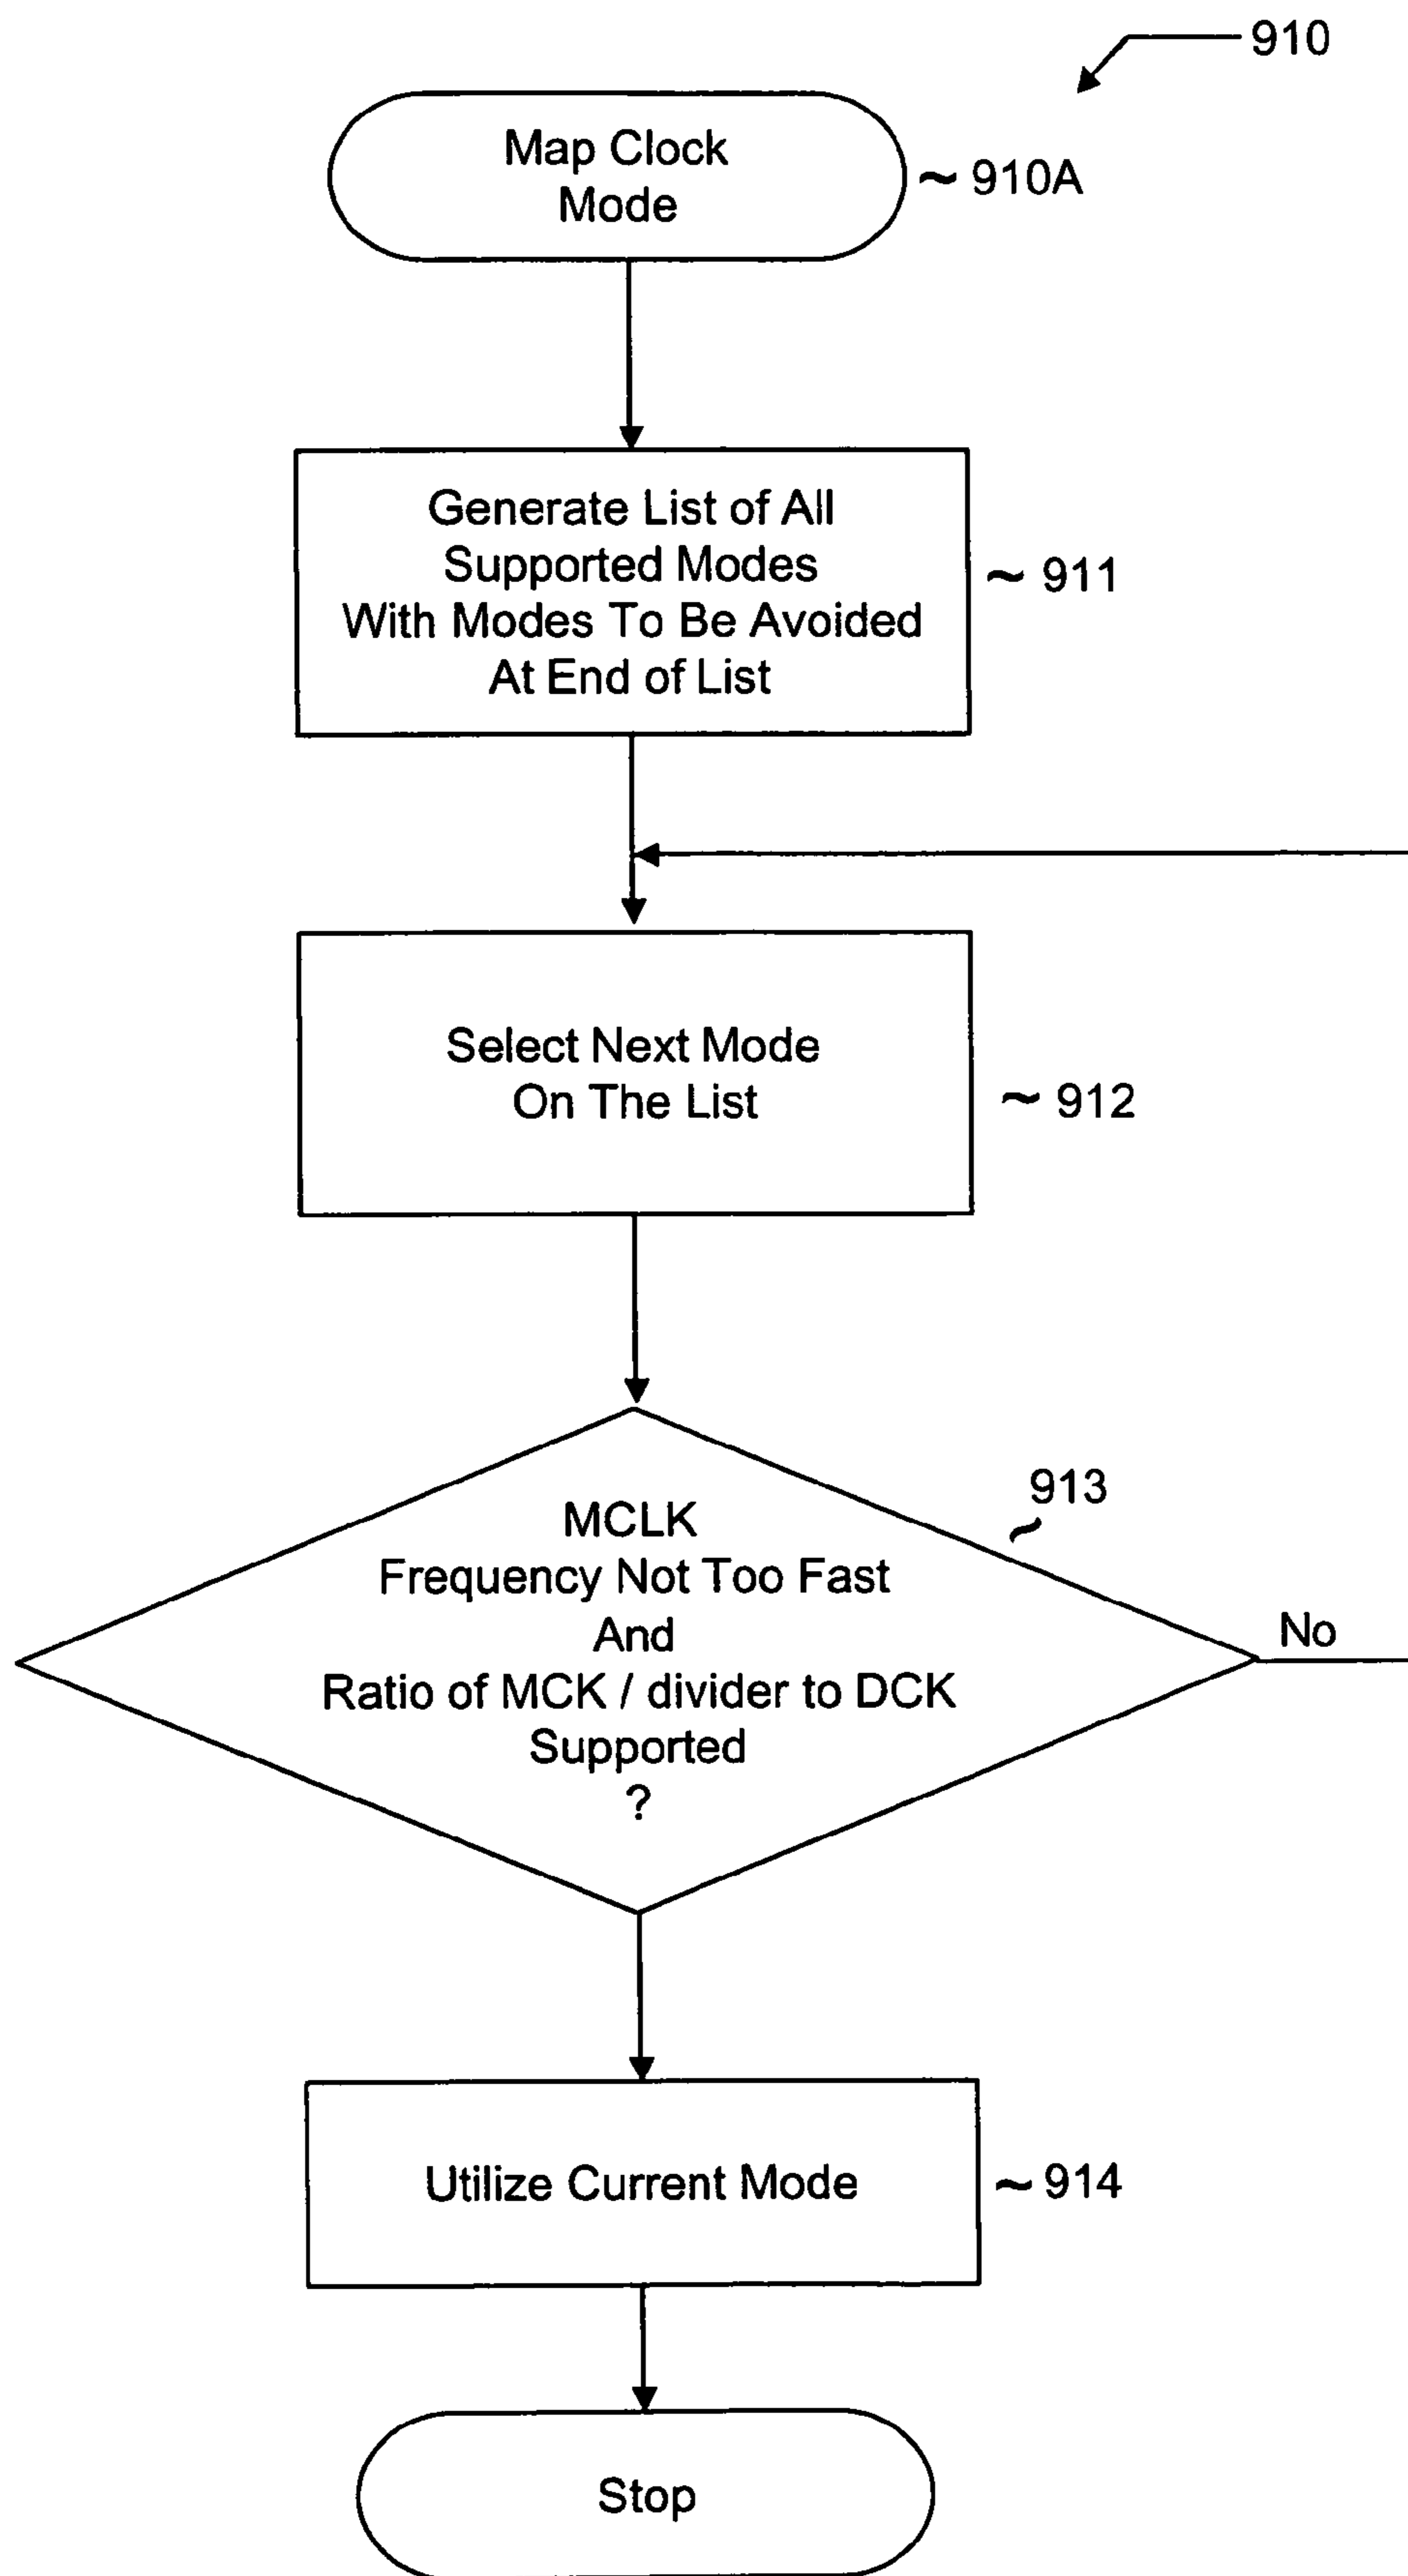 910
Map Clock
Mode
~ 910A
Generate List of All
Supported Modes
With Modes To Be Avoided
At End of List
~ 911
Select Next Mode
On The List
~ 912
913
~
MCLK
Frequency Not Too Fast
And
Ratio of MCK / divider to DCK
Supported
?
No
Utilize Current Mode
~ 914
Stop